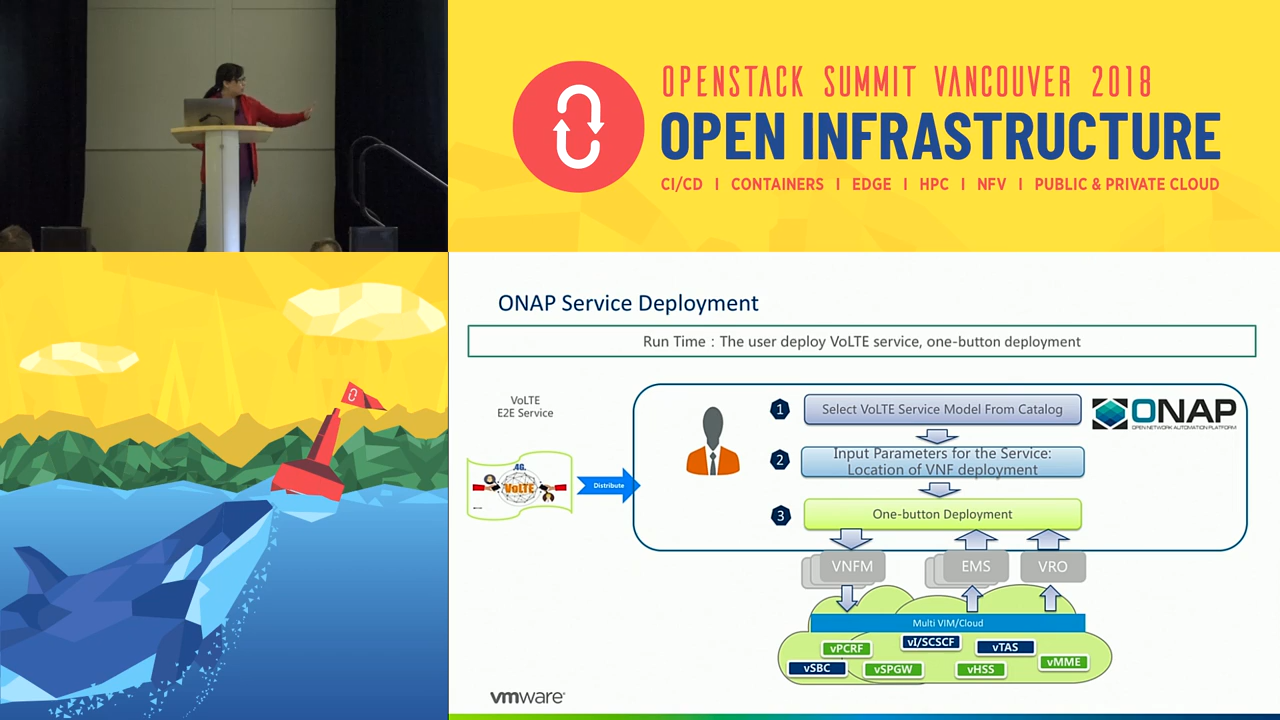 OPENSTACK SUMMIT VANCOUVER 2018
OPEN INFRASTRUCTURE
CI/CD I CONTAINERS I EDGE I HPC I NFV I PUBLIC & PRIVATE CLOUD
ONAP Service Deployment
Run Time : The user deploy VoLTE service, one-button deployment
VoLTE
E2E Service
4G
VoLTE
Distribute
1
Select VoLTE Service Model From Catalog
ONAP
OPEN NETWORK AUTOMATION PLATFORM
2
Input Parameters for the Service:
Location of VNF deployment
3
One-button Deployment
VNFM
EMS
VRO
Multi VIM/Cloud
vPCRF
vI/SCSCF
vTAS
vSBC
vSPGW
vHSS
vMME
vmware